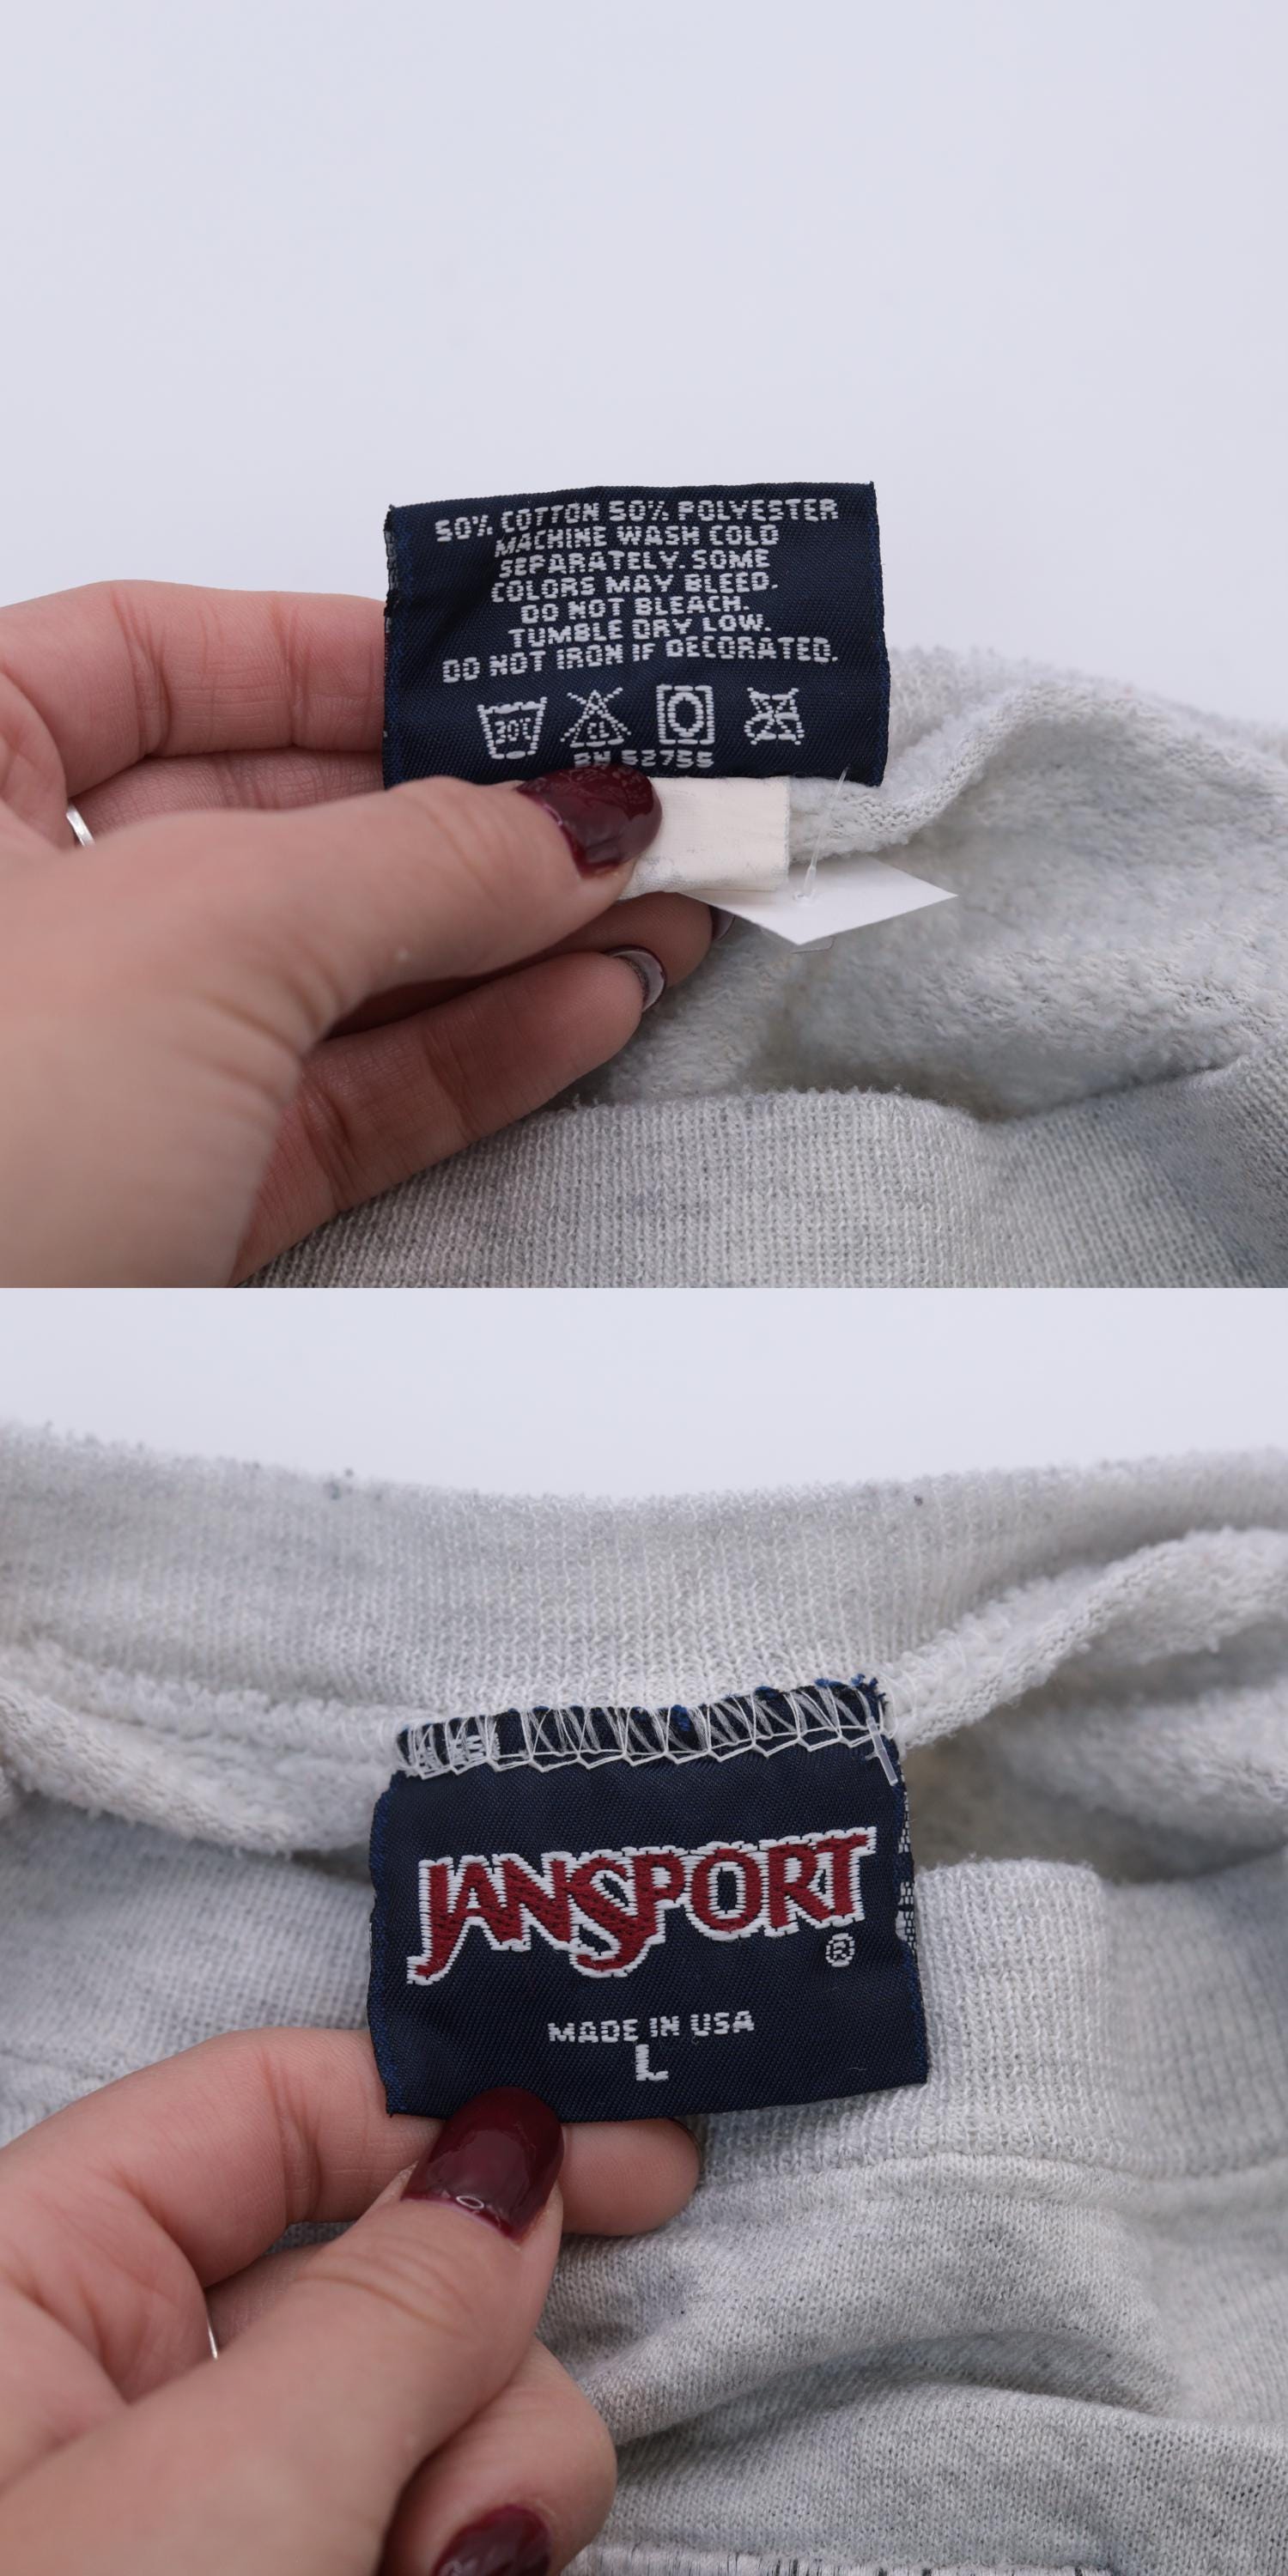 50% COTTON 50% POLYESTER
MACHINE WASH COLD
SEPARATELY. SOME
COLORS MAY BLEED.
DO NOT BLEACH.
TUMBLE DRY LOW.
DO NOT IRON IF DECORATED.
30°C cl
RN 52755
JANSPORT
®
MADE IN USA
L